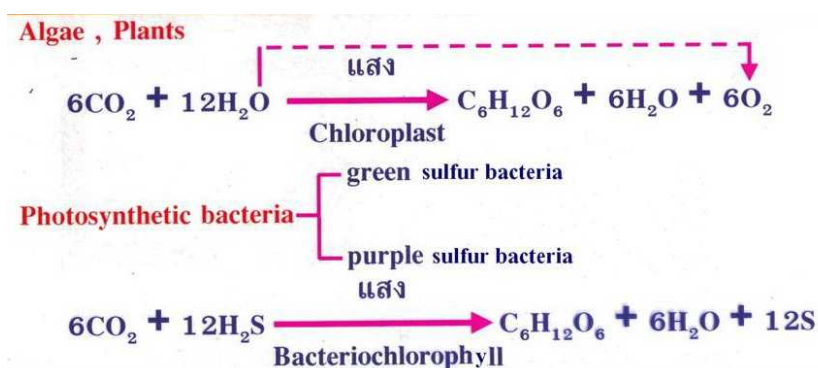 Algae , Plants
แสง
6CO₂ + 12H₂O → C₆H₁₂O₆ + 6H₂O + 6O₂
Chloroplast
green sulfur bacteria
Photosynthetic bacteria
purple sulfur bacteria
แสง
6CO₂ + 12H₂S → C₆H₁₂O₆ + 6H₂O + 12S
Bacteriochlorophyll